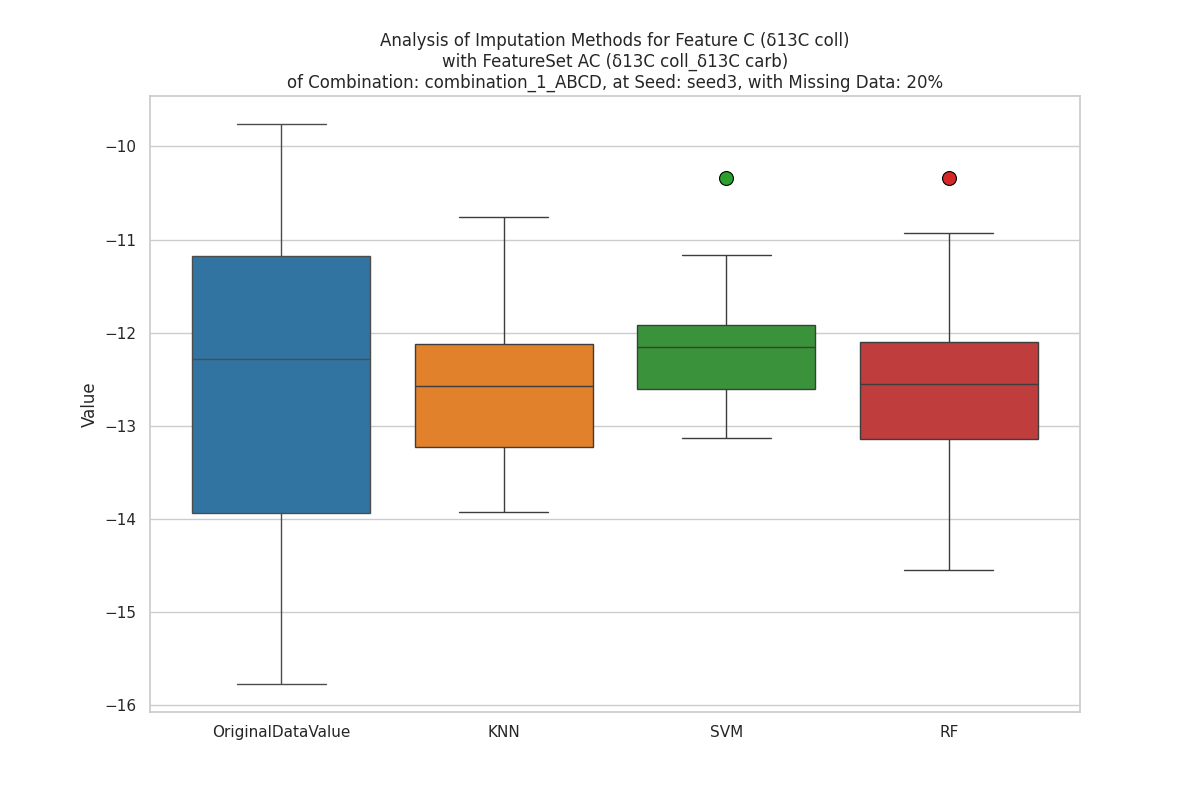 Analysis of Imputation Methods for Feature C (δ13C coll)
with FeatureSet AC (δ13C coll_δ13C carb)
of Combination: combination_1_ABCD, at Seed: seed3, with Missing Data: 20%
Value
−10
−11
−12
−13
−14
−15
−16
OriginalDataValue
KNN
SVM
RF